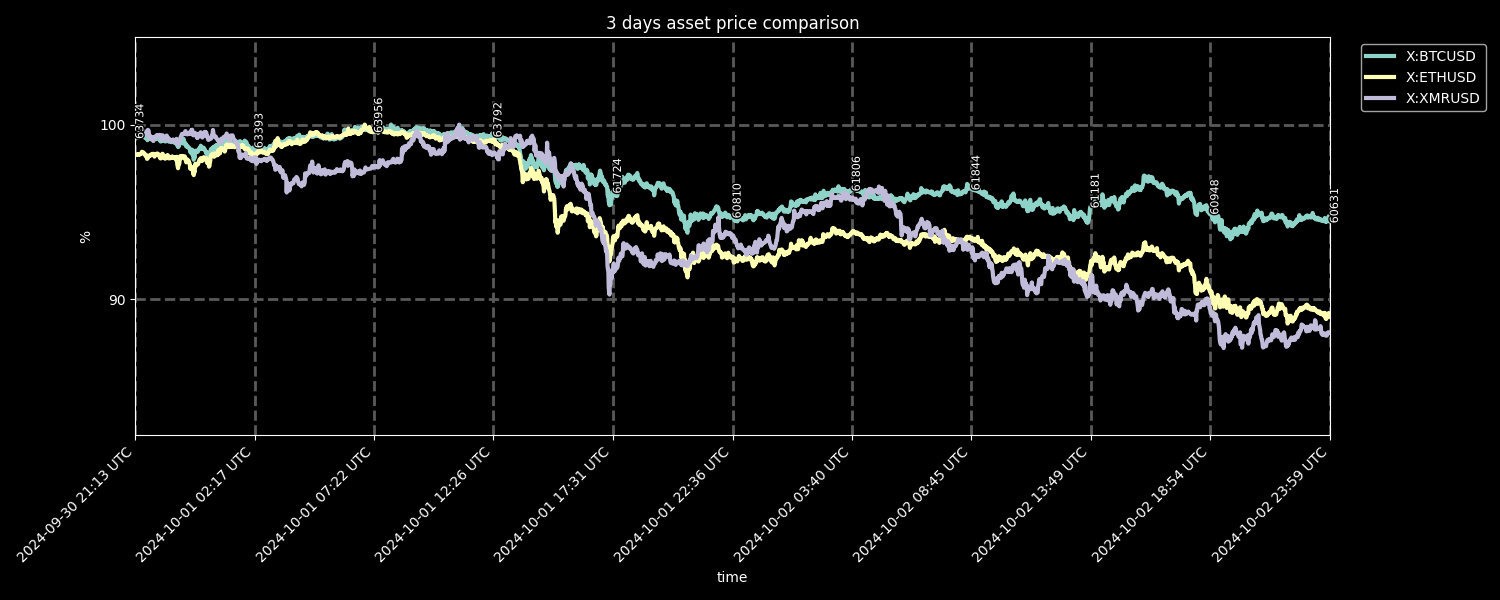 3 days asset price comparison
X:BTCUSD
X:ETHUSD
X:XMRUSD
%
100
90
63734
63393
63956
63792
61724
60810
61806
61844
61181
60948
60631
2024-09-30 21:13 UTC
2024-10-01 02:17 UTC
2024-10-01 07:22 UTC
2024-10-01 12:26 UTC
2024-10-01 17:31 UTC
2024-10-01 22:36 UTC
2024-10-02 03:40 UTC
2024-10-02 08:45 UTC
2024-10-02 13:49 UTC
2024-10-02 18:54 UTC
2024-10-02 23:59 UTC
time